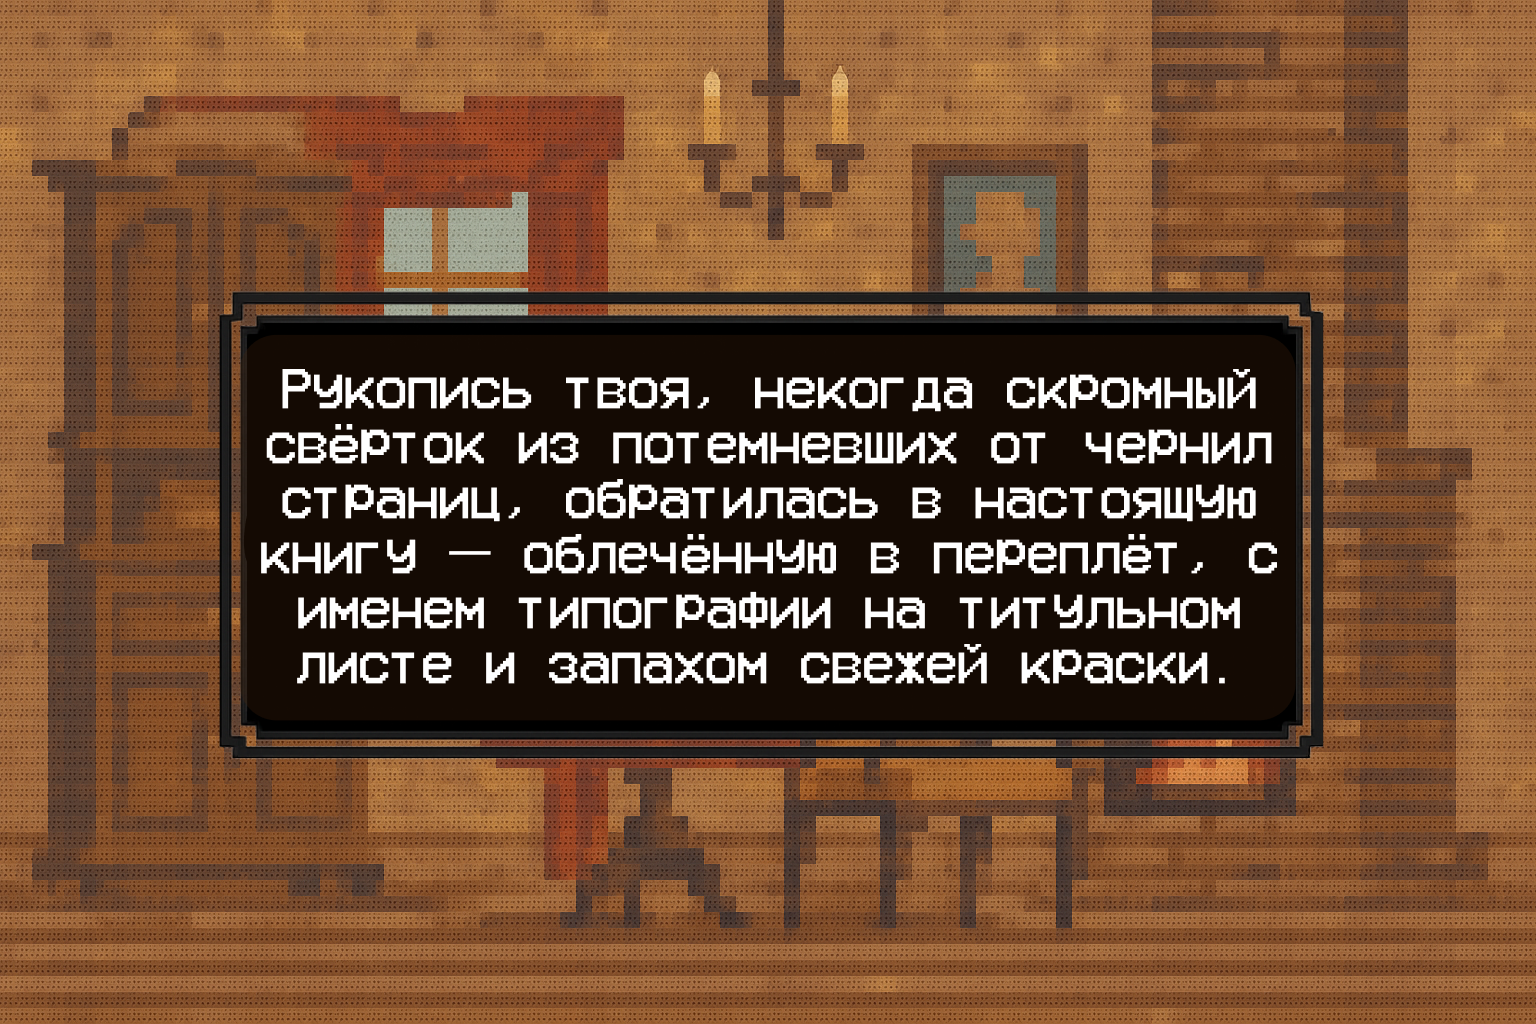 Рукопись твоя, некогда скромный
свёрток из потемневших от чернил
страниц, обратилась в настоящую
книгу — облечённую в переплёт, с
именем типографии на титульном
листе и запахом свежей краски.